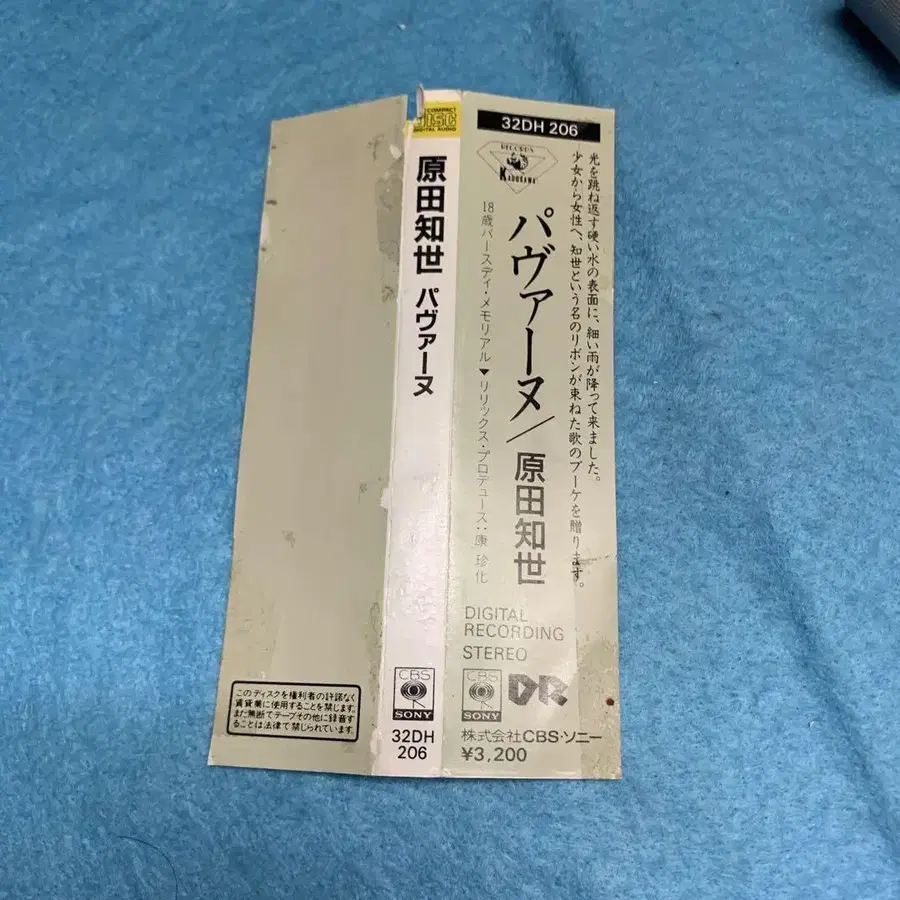 32DH 206
RECORDS
KADOKAWA
光を跳ね返す硬い水の表面に、細い雨が降って来ました。
少女から女性へ、知世という名のリボンが束ねた歌のブーケを贈ります。
パヴァーヌ/原田知世
18歳バースディ・メモリアル▼リリックス・プロデュース:康 珍化
DIGITAL
RECORDING
STEREO
CBS
SONY
DR
株式会社CBS・ソニー
¥3,200
COMPACT
DISC
DIGITAL AUDIO
原田知世 パヴァーヌ
CBS
SONY
32DH
206
このディスクを権利者の許諾なく
賃貸業に使用することを禁じます。
また無断でテープその他に録音す
ることは法律で禁じられています。